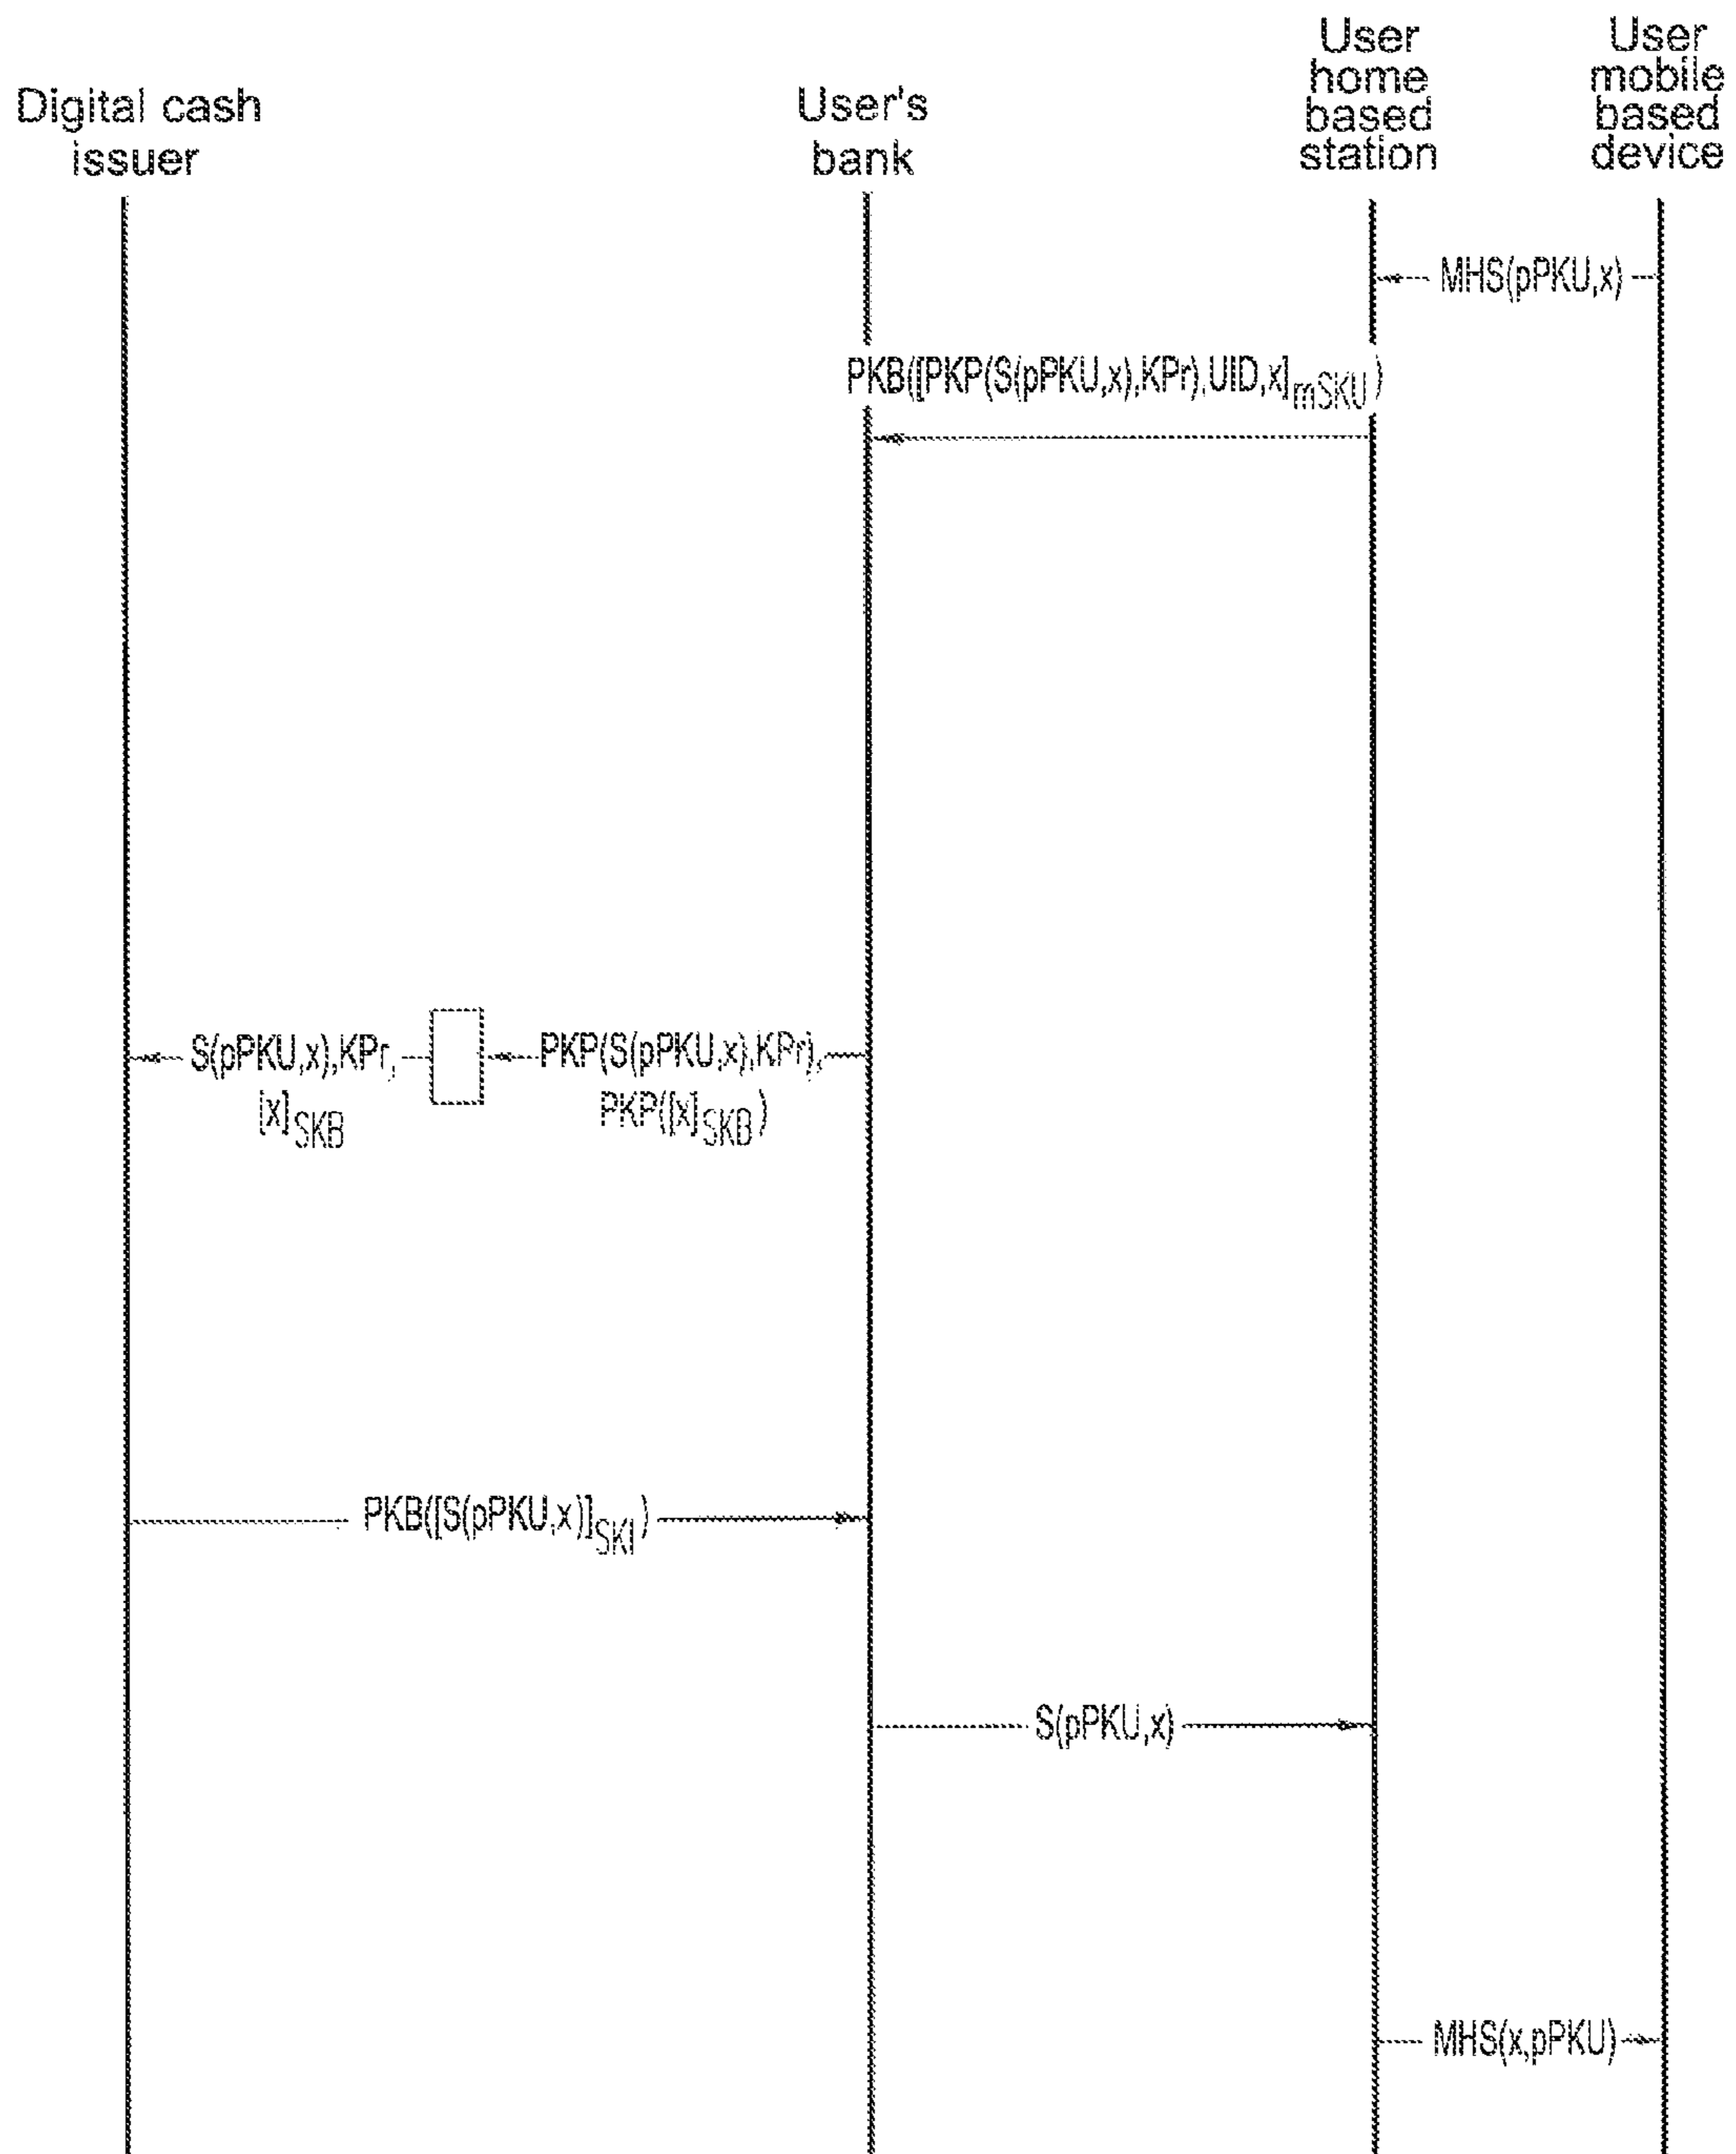 Digital cash
issuer
User's
bank
User
home
based
station
User
mobile
based
device
MHS(pPKU,x)
PKB([PKP(S(pPKU,x),KPr),UID,x]mSKU)
S(pPKU,x),KPr,
[x]SKB
PKP(S(pPKU,x),KPr),
PKP([x]SKB)
PKB([S(pPKU,x)]SKI)
S(pPKU,x)
MHS(x,pPKU)